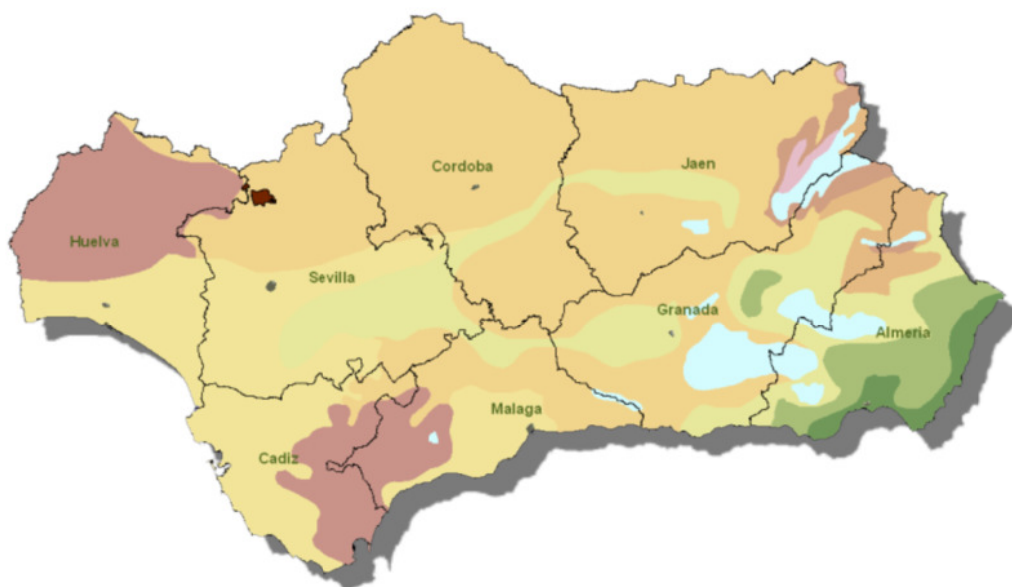 Cordoba
Jaen
Huelva
Sevilla
Granada
Almeria
Malaga
Cadiz